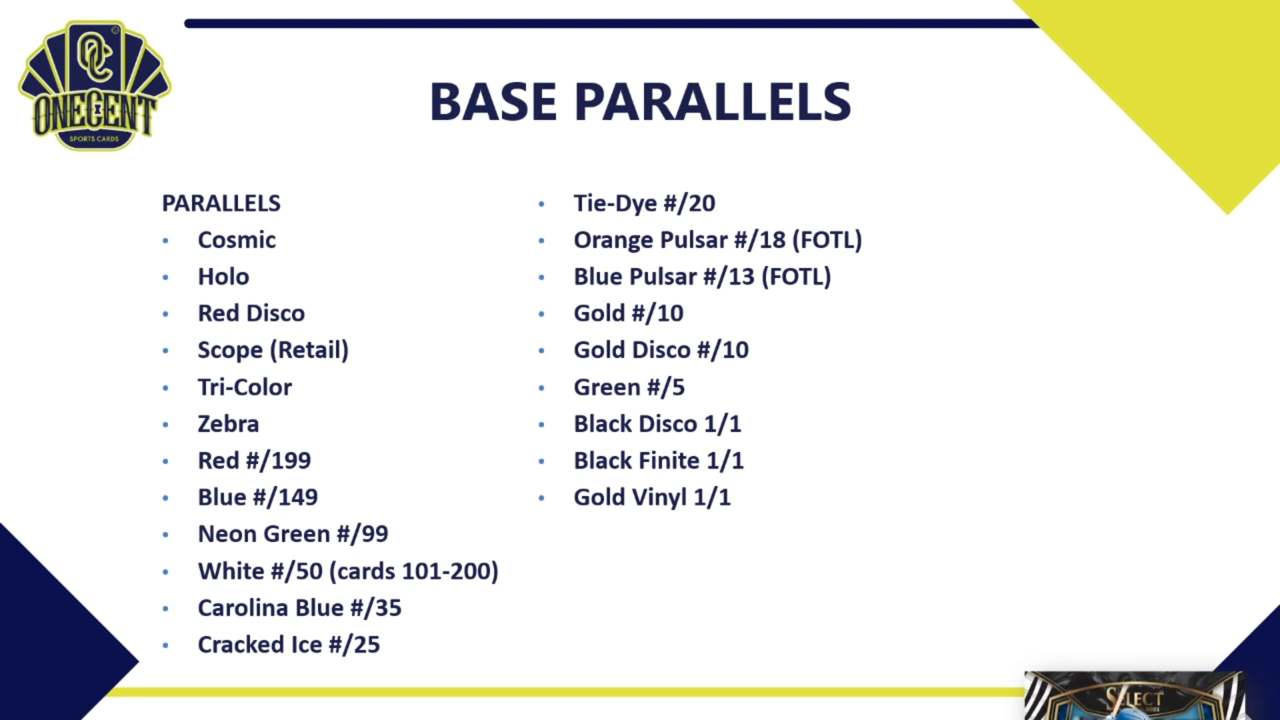 OC
ONECENT
SPORTS CARDS
BASE PARALLELS
PARALLELS
• Cosmic
• Holo
• Red Disco
• Scope (Retail)
• Tri-Color
• Zebra
• Red #/199
• Blue #/149
• Neon Green #/99
• White #/50 (cards 101-200)
• Carolina Blue #/35
• Cracked Ice #/25
• Tie-Dye #/20
• Orange Pulsar #/18 (FOTL)
• Blue Pulsar #/13 (FOTL)
• Gold #/10
• Gold Disco #/10
• Green #/5
• Black Disco 1/1
• Black Finite 1/1
• Gold Vinyl 1/1
SELECT